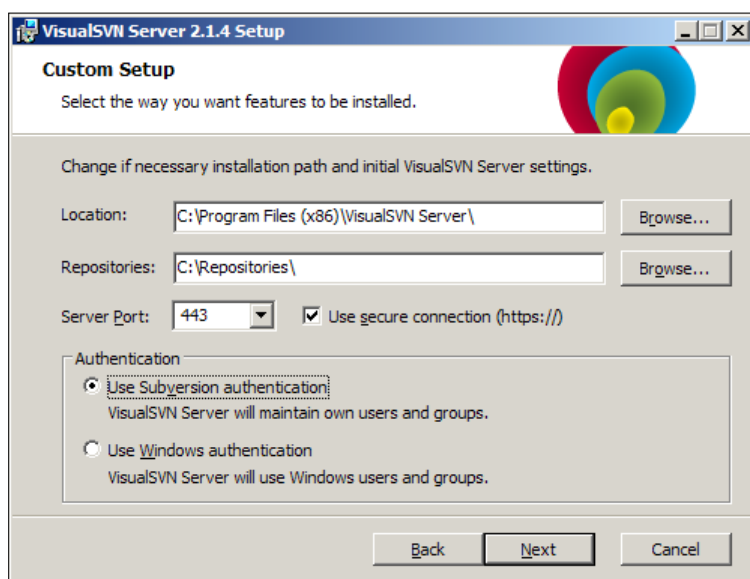 VisualSVN Server 2.1.4 Setup
Custom Setup
Select the way you want features to be installed.
Change if necessary installation path and initial VisualSVN Server settings.
Location: C:\Program Files (x86)\VisualSVN Server\ Browse...
Repositories: C:\Repositories\ Browse...
Server Port: 443 Use secure connection (https://)
Authentication
Use Subversion authentication
VisualSVN Server will maintain own users and groups.
Use Windows authentication
VisualSVN Server will use Windows users and groups.
Back Next Cancel